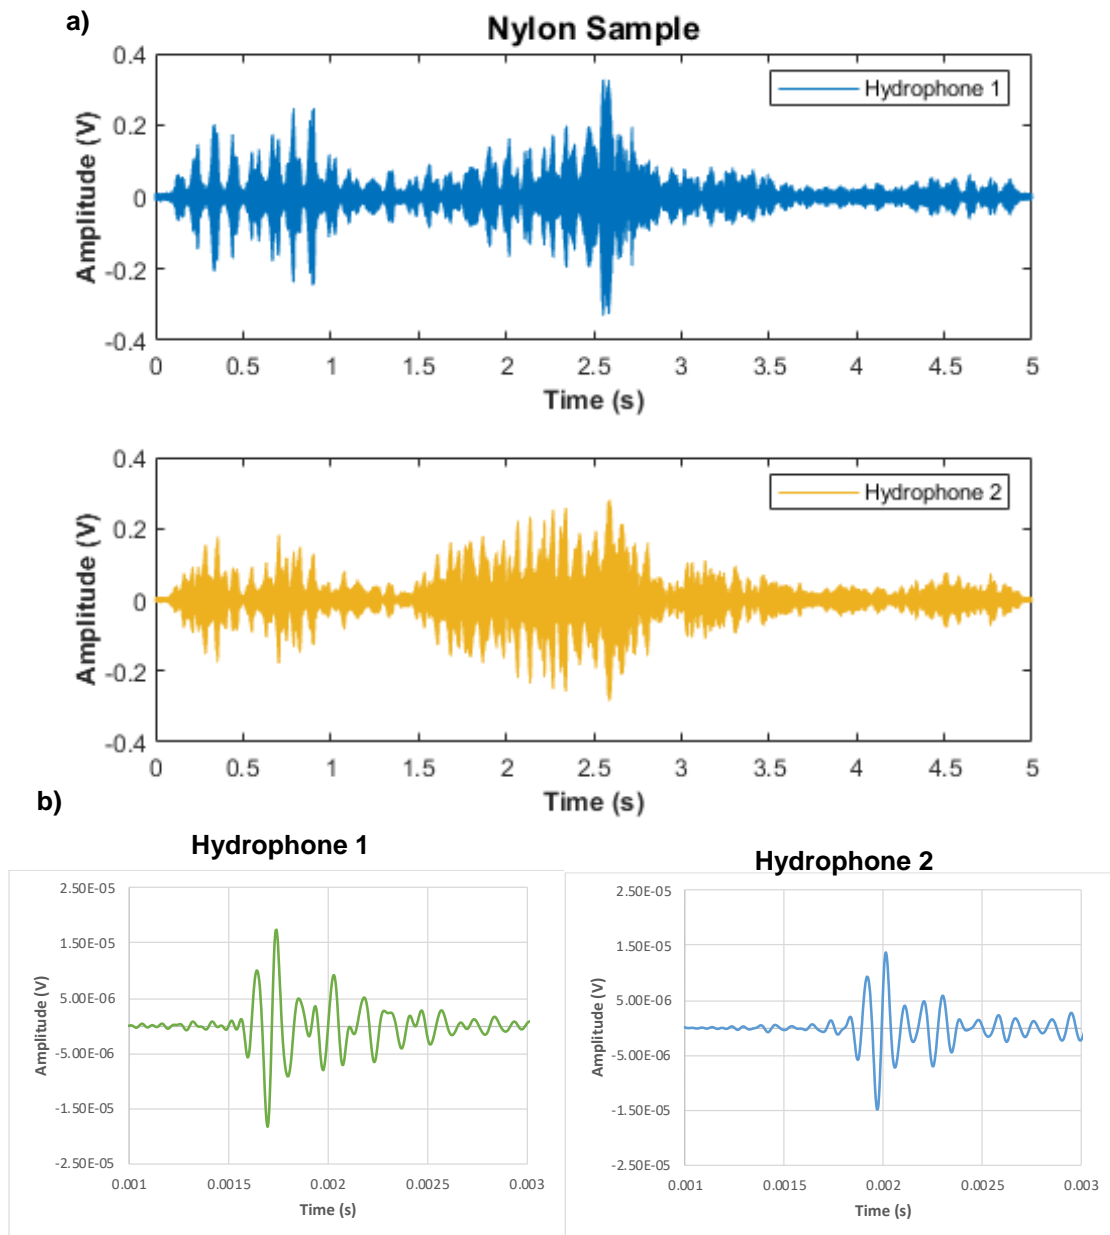 a)
Nylon Sample
0.4
0.2
0
-0.2
-0.4
Amplitude (V)
Hydrophone 1
0 0.5 1 1.5 2 2.5 3 3.5 4 4.5 5
Time (s)
0.4
0.2
0
-0.2
-0.4
Amplitude (V)
Hydrophone 2
0 0.5 1 1.5 2 2.5 3 3.5 4 4.5 5
Time (s)
b)
Hydrophone 1
2.50E-05
1.50E-05
5.00E-06
-5.00E-06
-1.50E-05
-2.50E-05
Amplitude (V)
0.001 0.0015 0.002 0.0025 0.003
Time (s)
Hydrophone 2
2.50E-05
1.50E-05
5.00E-06
-5.00E-06
-1.50E-05
-2.50E-05
Amplitude (V)
0.001 0.0015 0.002 0.0025 0.003
Time (s)